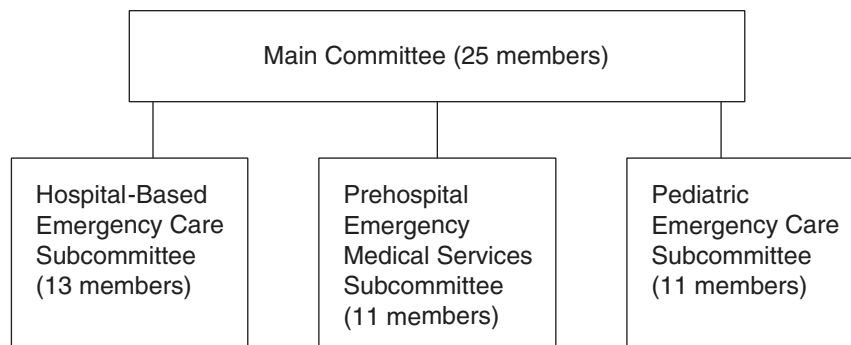 Main Committee (25 members)
Hospital-Based
Emergency Care
Subcommittee
(13 members)
Prehospital
Emergency
Medical Services
Subcommittee
(11 members)
Pediatric
Emergency Care
Subcommittee
(11 members)